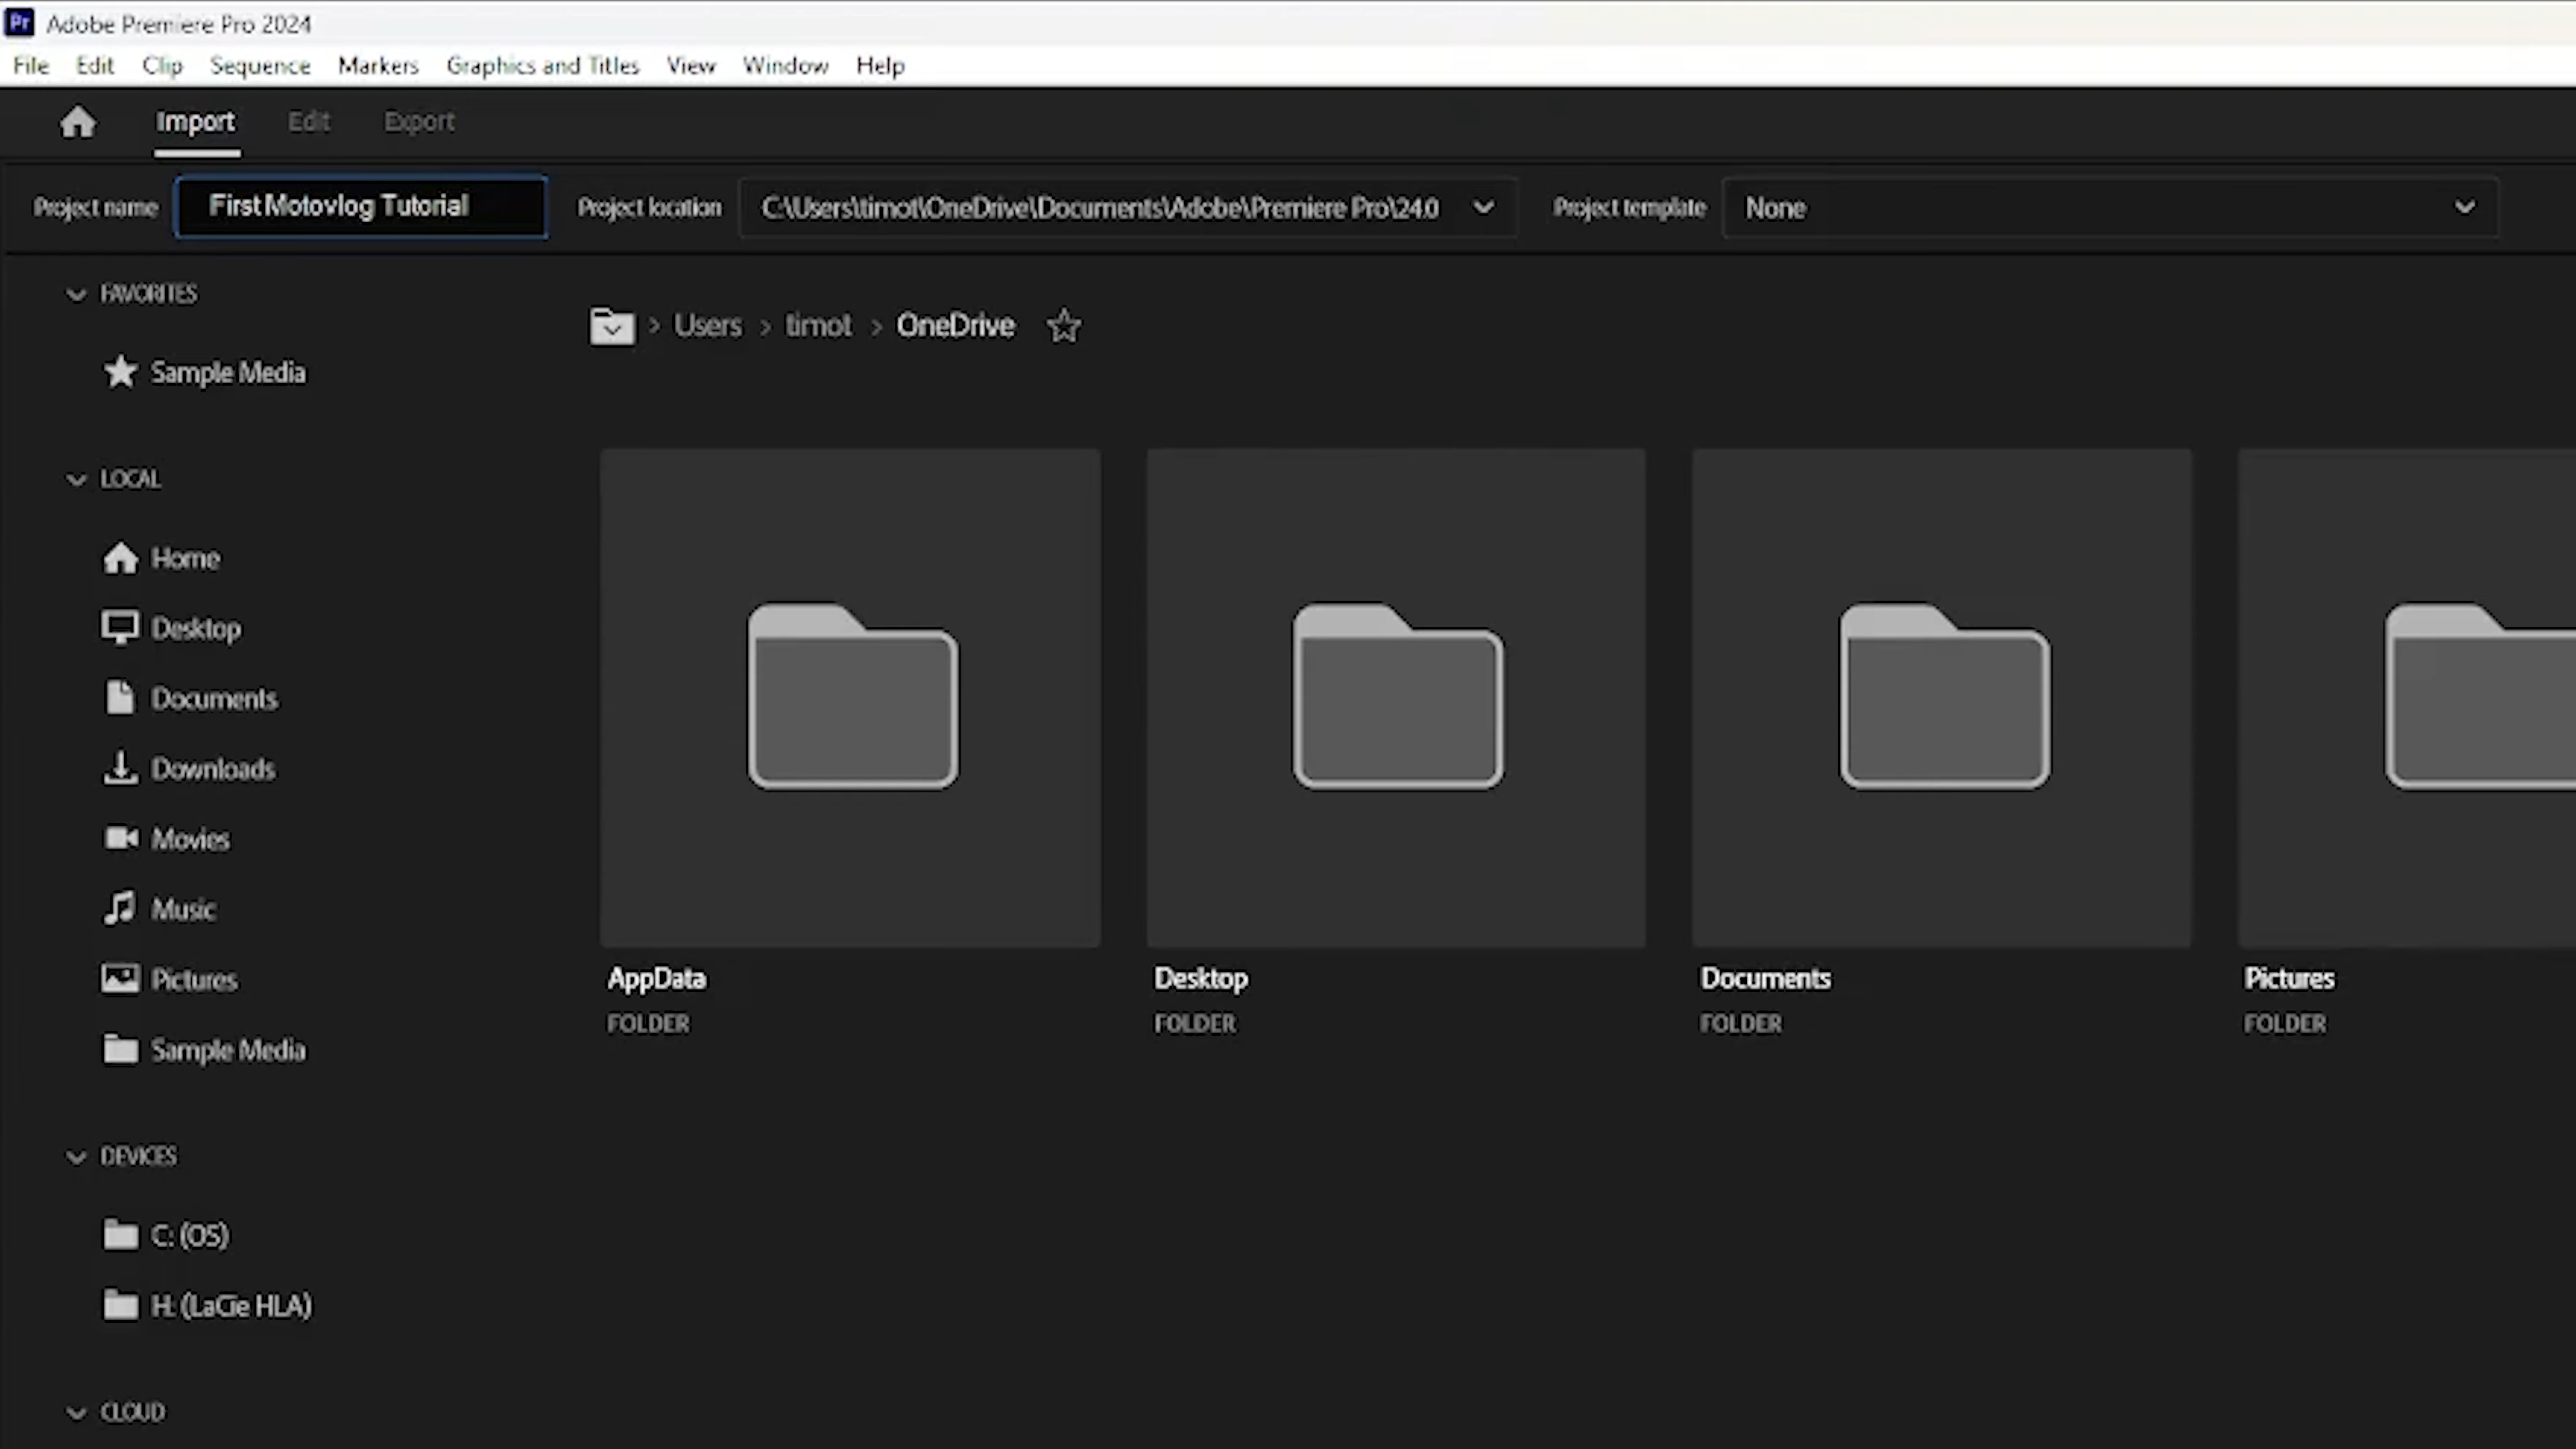 Pr Adobe Premiere Pro 2024
File Edit Clip Sequence Markers Graphics and Titles View Window Help
Import Edit Export
Project name First Motovlog Tutorial Project location C:\Users\timot\OneDrive\Documents\Adobe\Premiere Pro\24.0 Project template None
FAVORITES
Sample Media
LOCAL
Home
Desktop
Documents
Downloads
Movies
Music
Pictures
Sample Media
DEVICES
C: (OS)
H: (LaCie HLA)
CLOUD
Users > timot > OneDrive
AppData
FOLDER
Desktop
FOLDER
Documents
FOLDER
Pictures
FOLDER